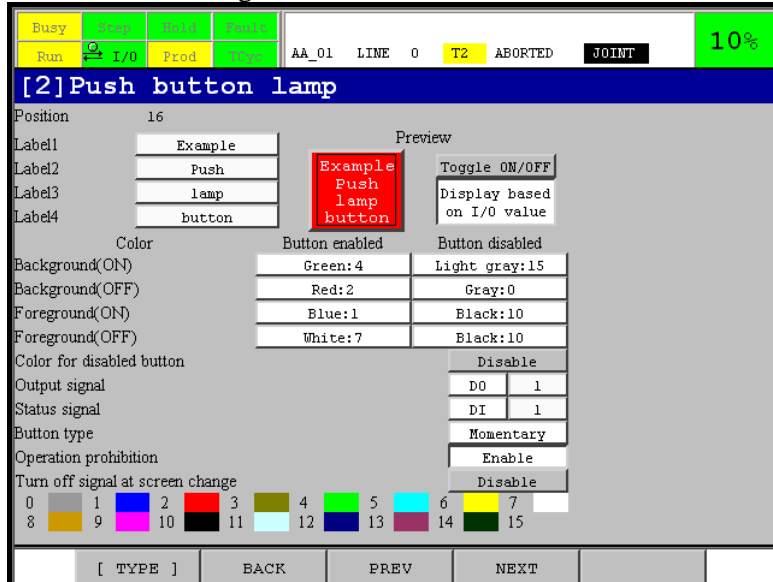 Busy Step Hold Fault
Run I/O Prod TCyc AA_01 LINE 0 T2 ABORTED JOINT 10%
[2]Push button lamp
Position 16
Preview
Label1 Example
Label2 Push
Label3 lamp
Label4 button
Example
Push
lamp
button
Toggle ON/OFF
Display based
on I/O value
Color Button enabled Button disabled
Background(ON) Green:4 Light gray:15
Background(OFF) Red:2 Gray:0
Foreground(ON) Blue:1 Black:10
Foreground(OFF) White:7 Black:10
Color for disabled button Disable
Output signal DO 1
Status signal DI 1
Button type Momentary
Operation prohibition Enable
Turn off signal at screen change Disable
0 1 2 3 4 5 6 7
8 9 10 11 12 13 14 15
[ TYPE ] BACK PREV NEXT